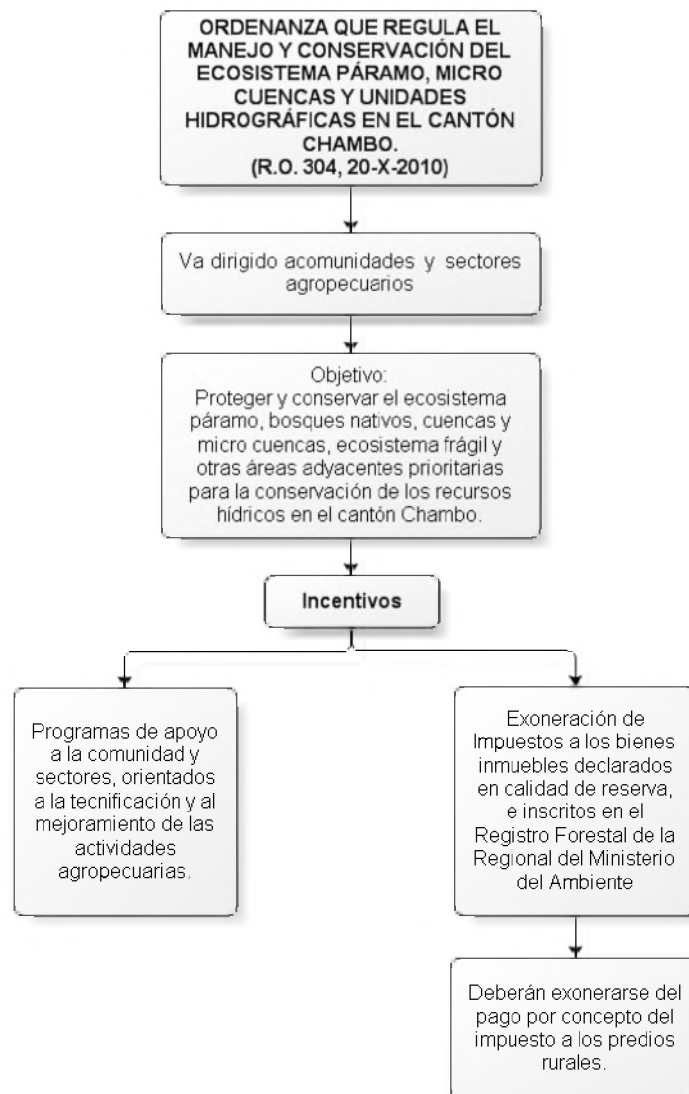 ORDENANZA QUE REGULA EL
MANEJO Y CONSERVACIÓN DEL
ECOSISTEMA PÁRAMO, MICRO
CUENCAS Y UNIDADES
HIDROGRÁFICAS EN EL CANTÓN
CHAMBO.
(R.O. 304, 20-X-2010)
Va dirigido acomunidades y sectores
agropecuarios
Objetivo:
Proteger y conservar el ecosistema
páramo, bosques nativos, cuencas y
micro cuencas, ecosistema frágil y
otras áreas adyacentes prioritarias
para la conservación de los recursos
hídricos en el cantón Chambo.
Incentivos
Programas de apoyo
a la comunidad y
sectores, orientados
a la tecnificación y al
mejoramiento de las
actividades
agropecuarias.
Exoneración de
Impuestos a los bienes
inmuebles declarados
en calidad de reserva,
e inscritos en el
Registro Forestal de la
Regional del Ministerio
del Ambiente
Deberán exonerarse del
pago por concepto del
impuesto a los predios
rurales.